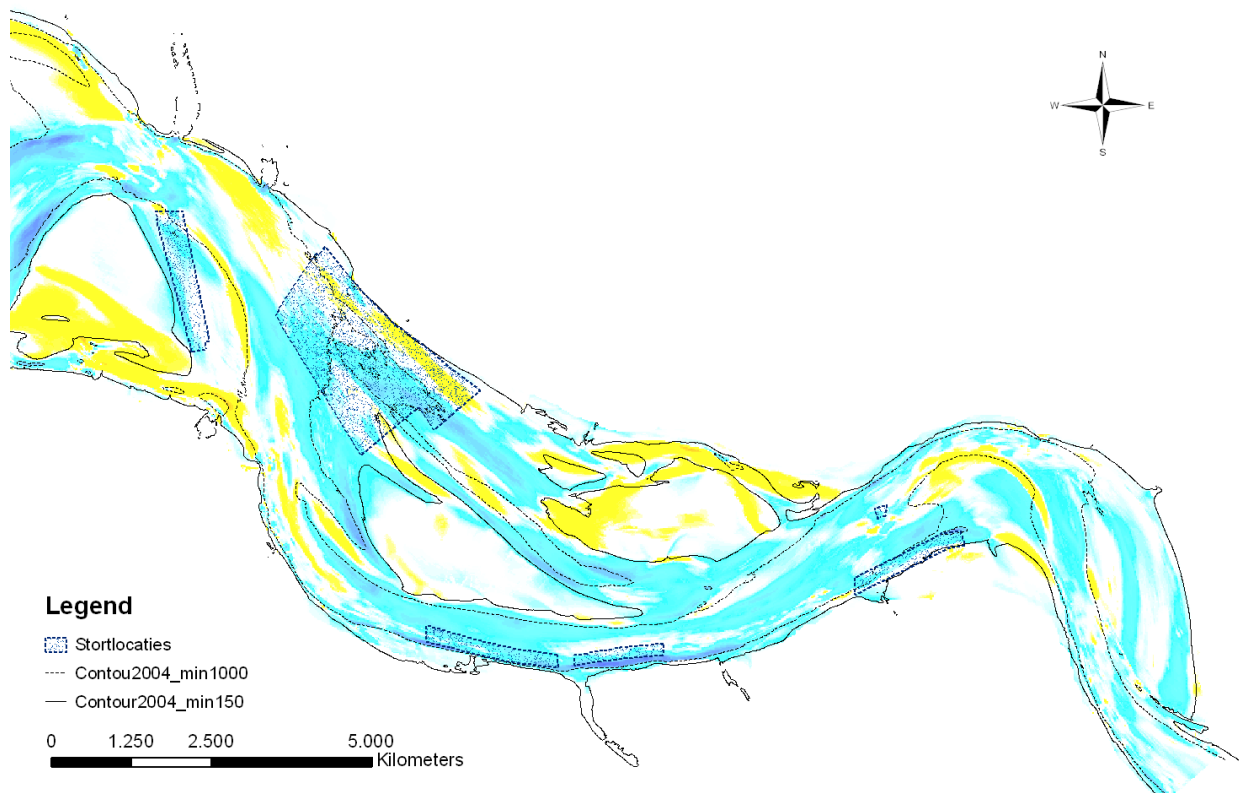 N
W E
S
Legend
Stortlocaties
Contou2004_min1000
Contour2004_min150
0 1.250 2.500 5.000
Kilometers